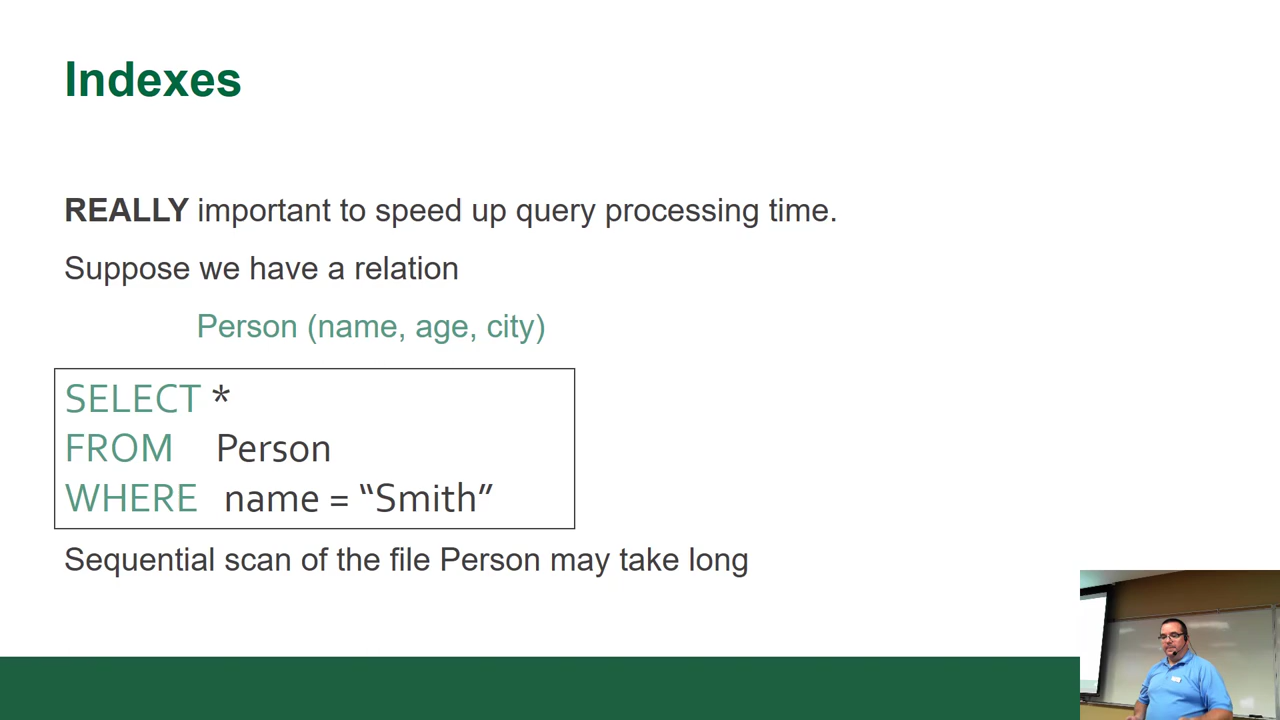 Indexes
REALLY important to speed up query processing time.
Suppose we have a relation
Person (name, age, city)
SELECT *
FROM Person
WHERE name = “Smith”
Sequential scan of the file Person may take long